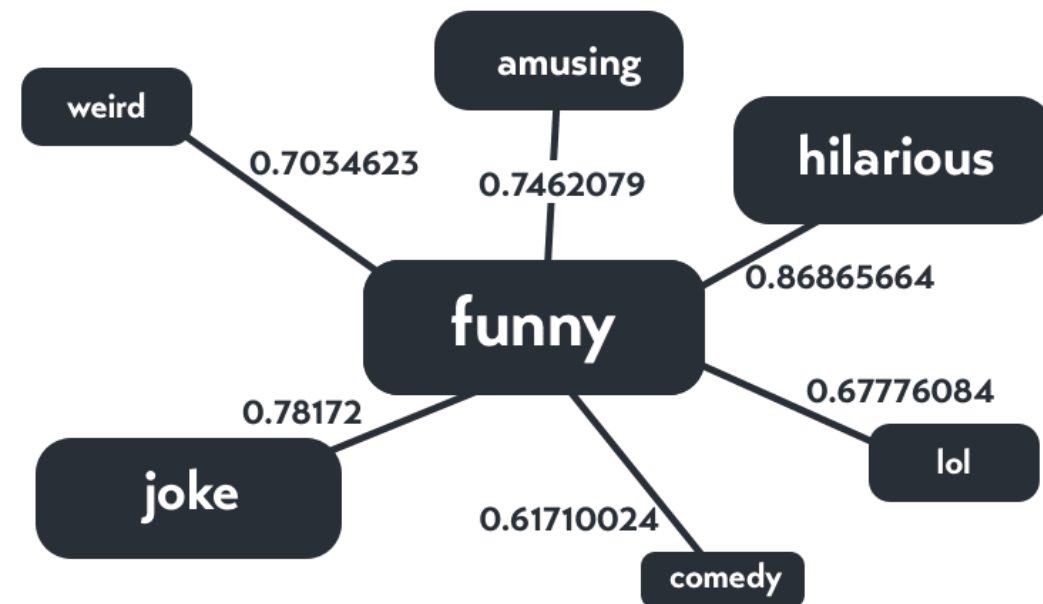 amusing
weird
hilarious
0.7034623
0.7462079
0.86865664
funny
0.67776084
0.78172
lol
joke
0.61710024
comedy